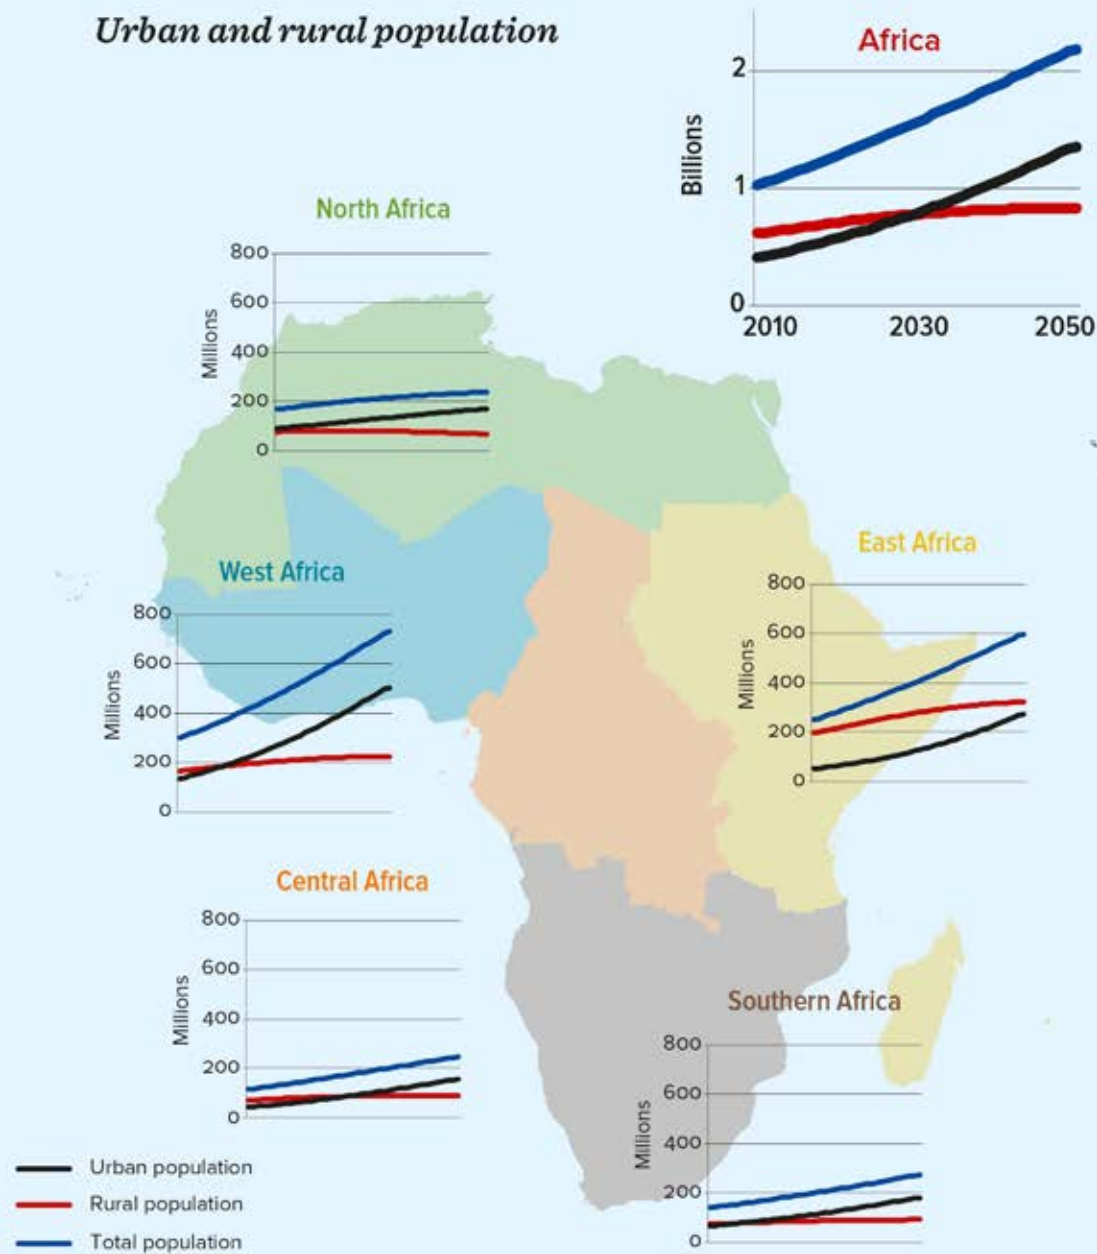 Urban and rural population
Africa
Billions
2
1
0
2010 2030 2050
North Africa
Millions
800
600
400
200
0
West Africa
Millions
800
600
400
200
0
East Africa
Millions
800
600
400
200
0
Central Africa
Millions
800
600
400
200
0
Southern Africa
Millions
800
600
400
200
0
Urban population
Rural population
Total population